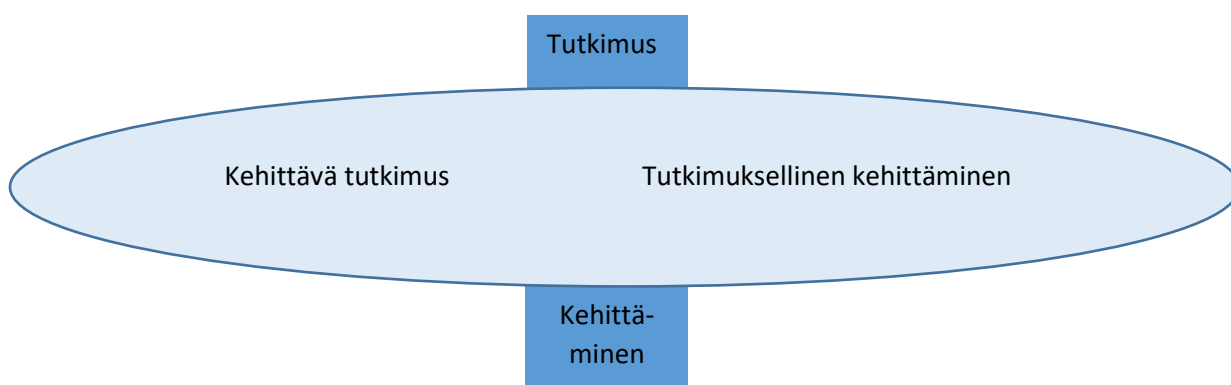 Tutkimus
Kehittävä tutkimus
Tutkimuksellinen kehittäminen
Kehittä-
minen